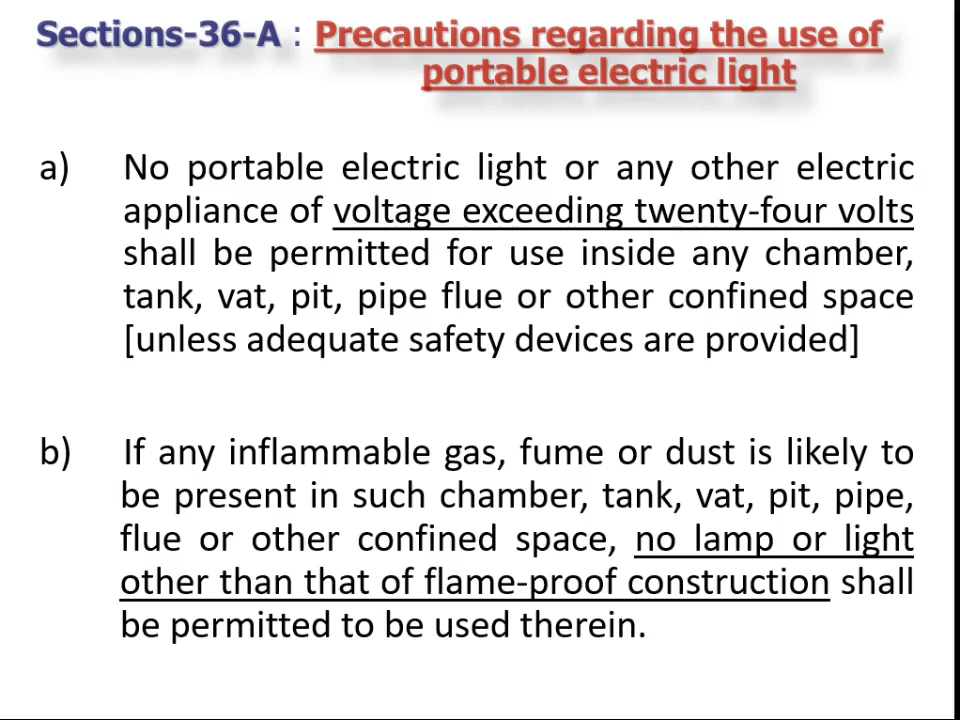 Sections-36-A : Precautions regarding the use of
portable electric light
a) No portable electric light or any other electric
appliance of voltage exceeding twenty-four volts
shall be permitted for use inside any chamber,
tank, vat, pit, pipe flue or other confined space
[unless adequate safety devices are provided]
b) If any inflammable gas, fume or dust is likely to
be present in such chamber, tank, vat, pit, pipe,
flue or other confined space, no lamp or light
other than that of flame-proof construction shall
be permitted to be used therein.